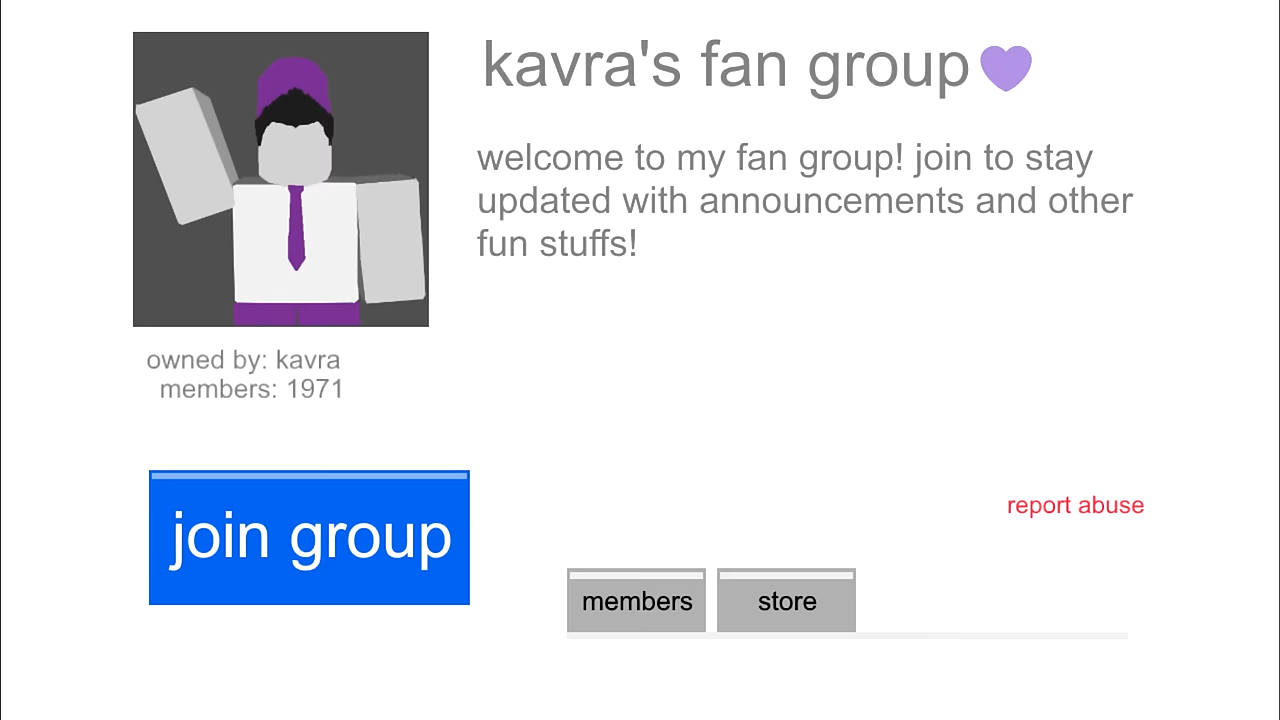 kavra's fan group💜
welcome to my fan group! join to stay
updated with announcements and other
fun stuffs!
owned by: kavra
members: 1971
join group
report abuse
members
store